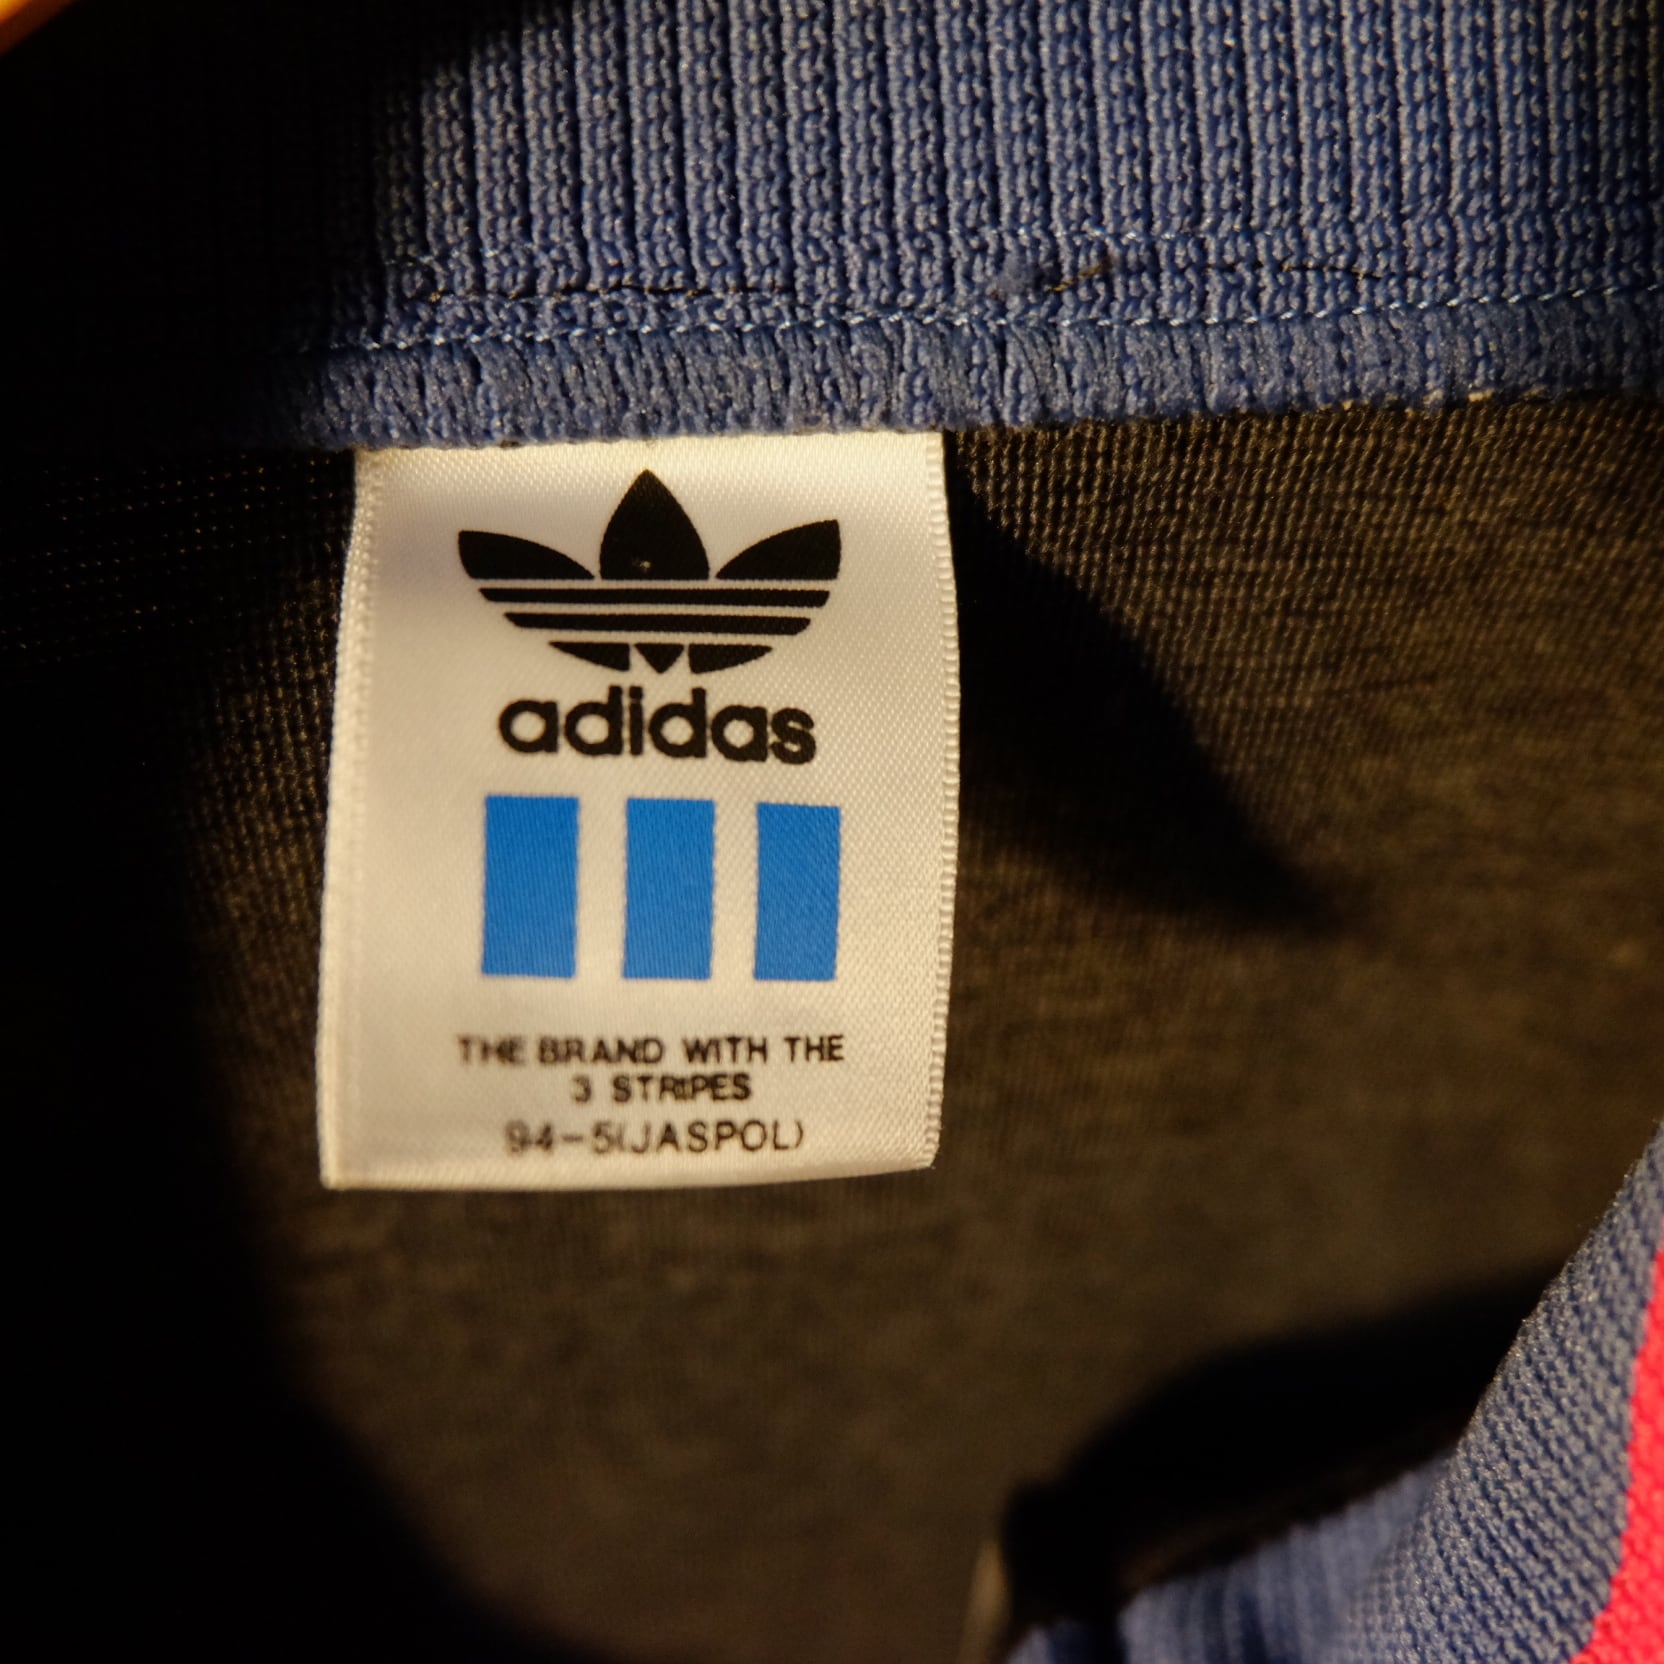 adidas
THE BRAND WITH THE
3 STRIPES
94-5(JASPOL)